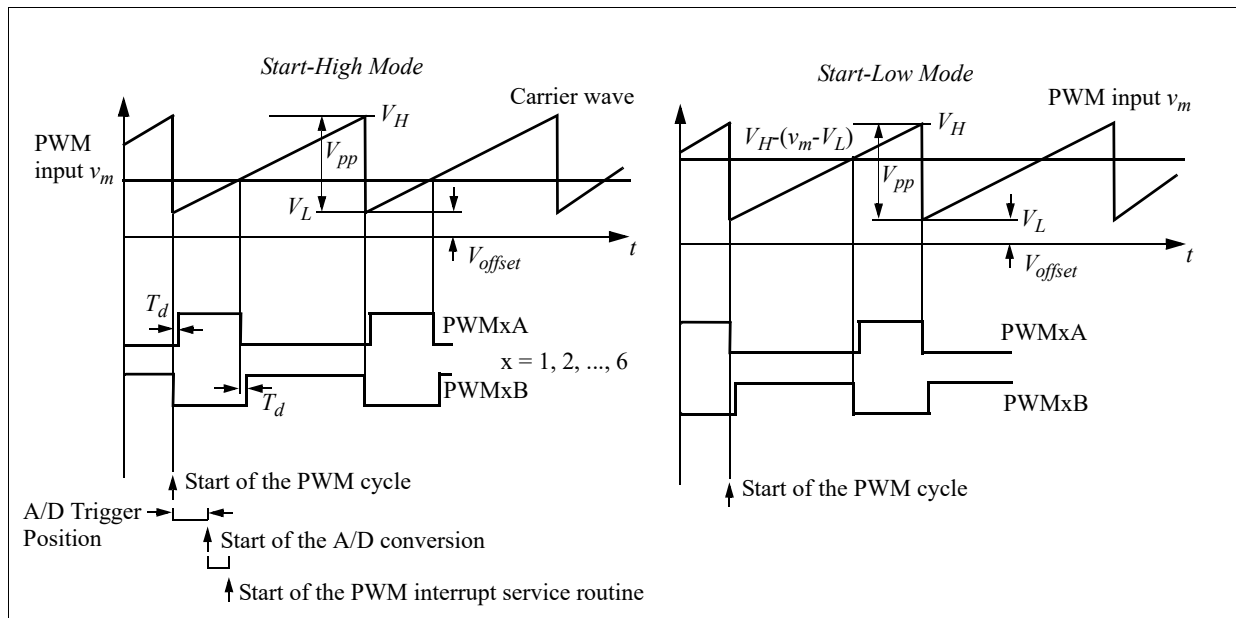 Start-High Mode
Carrier wave
PWM
input v_m
V_H
V_pp
V_L
V_offset
t
T_d
PWMxA
x = 1, 2, ..., 6
PWMxB
T_d
Start of the PWM cycle
A/D Trigger
Position
Start of the A/D conversion
Start of the PWM interrupt service routine
Start-Low Mode
PWM input v_m
V_H-(v_m-V_L)
V_H
V_pp
V_L
V_offset
t
PWMxA
PWMxB
Start of the PWM cycle